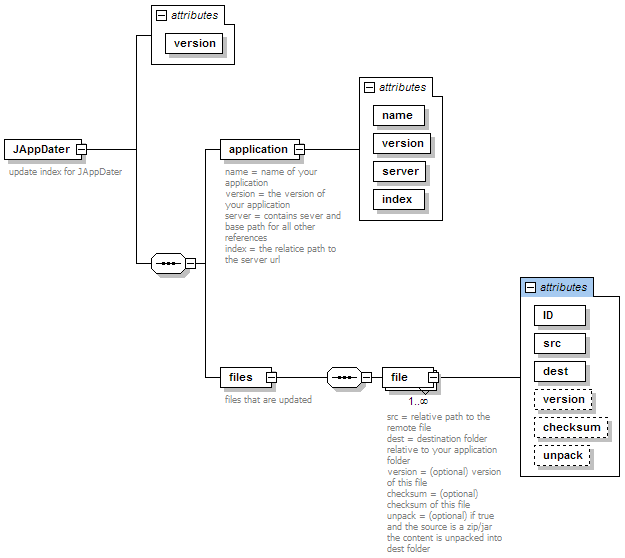 attributes
version
JAppDater
update index for JAppDater
application
name = name of your
application
version = the version of
your application
server = contains sever and
base path for all other
references
index = the relatice path to
the server url
attributes
name
version
server
index
files
files that are updated
file
1..∞
src = relative path to the
remote file
dest = destination folder
relative to your application
folder
version = (optional) version
of this file
checksum = (optional)
checksum of this file
unpack = (optional) if true
and the source is a zip/jar
the content is unpacked into
dest folder
attributes
ID
src
dest
version
checksum
unpack